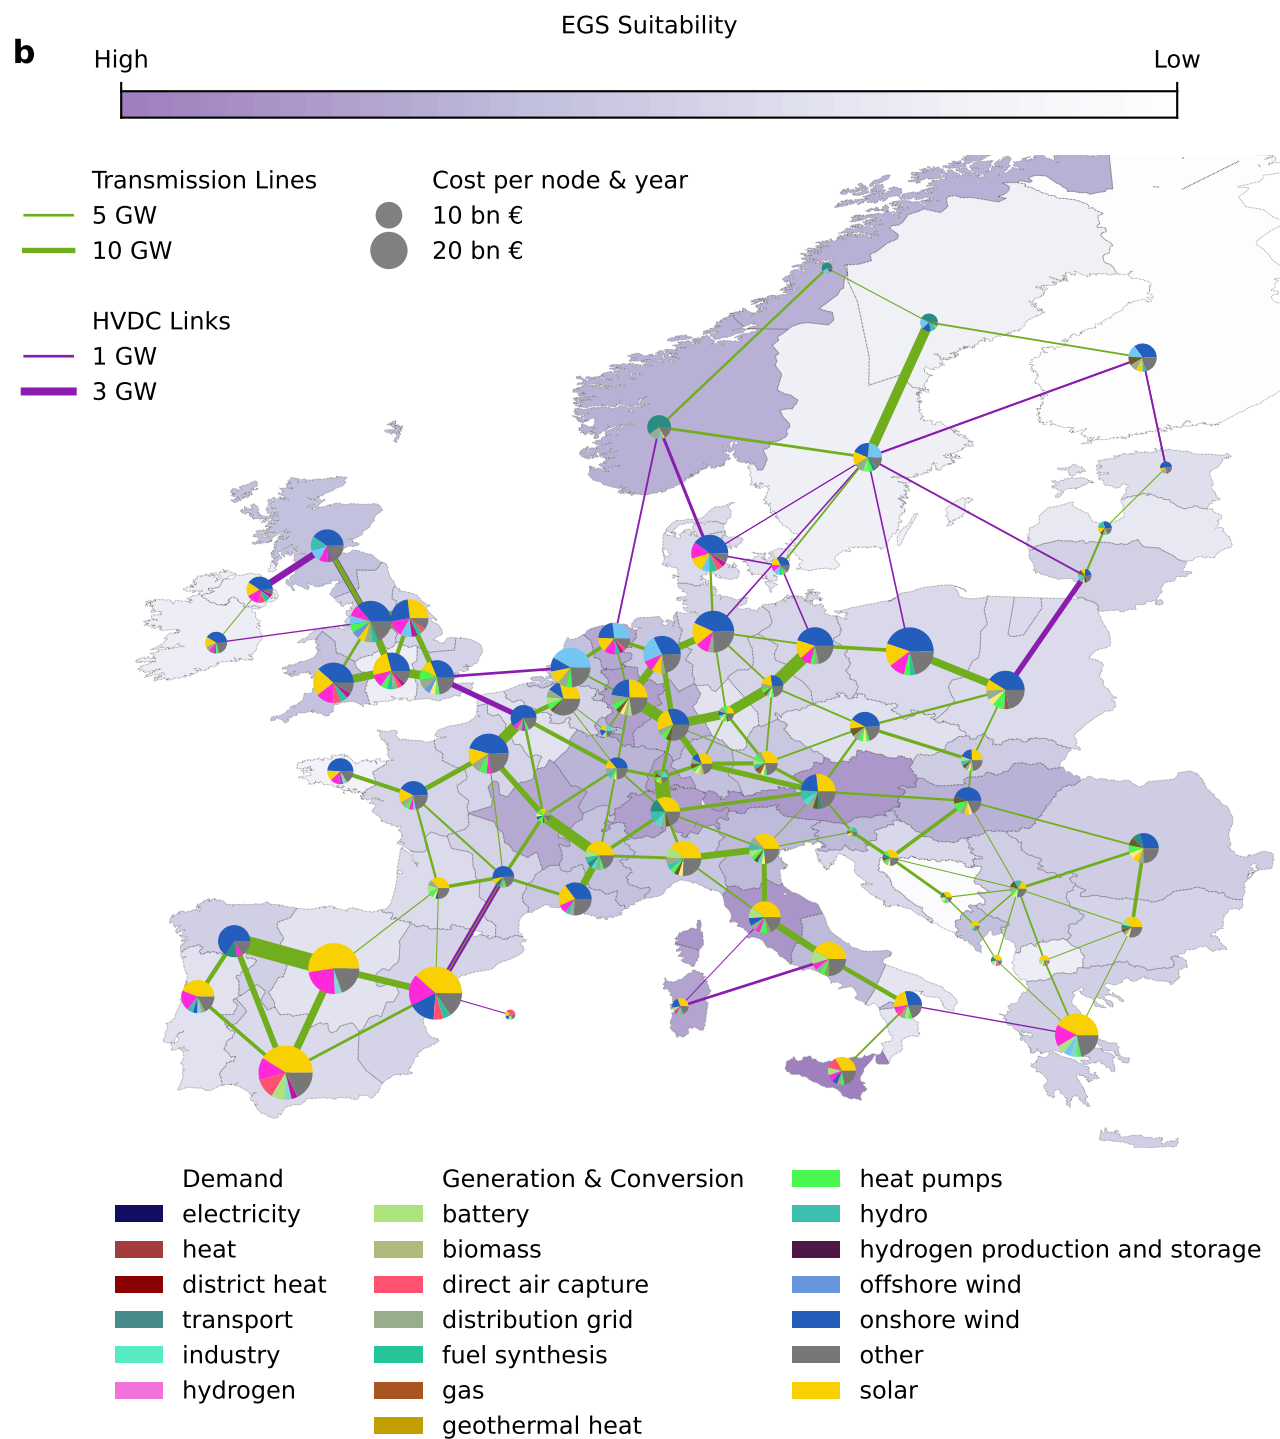 EGS Suitability
b
High
Low
Transmission Lines
5 GW
10 GW
Cost per node & year
10 bn €
20 bn €
HVDC Links
1 GW
3 GW
Demand
electricity
heat
district heat
transport
industry
hydrogen
Generation & Conversion
battery
biomass
direct air capture
distribution grid
fuel synthesis
gas
geothermal heat
heat pumps
hydro
hydrogen production and storage
offshore wind
onshore wind
other
solar